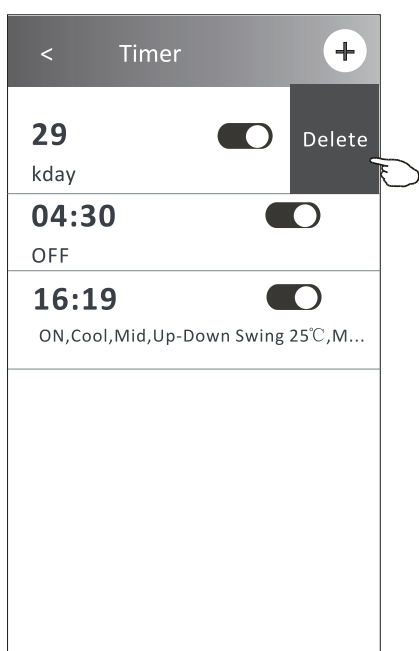 < Timer +
29 Delete
kday
04:30
OFF
16:19
ON,Cool,Mid,Up-Down Swing 25℃,M...